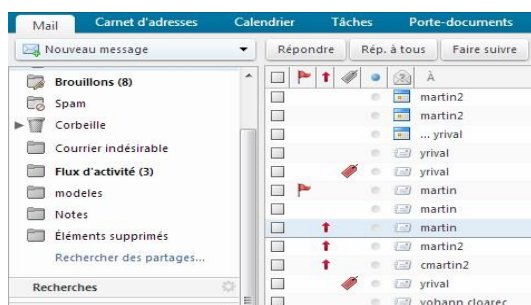 Mail Carnet d'adresses Calendrier Tâches Porte-documents
Nouveau message Répondre Rép. à tous Faire suivre
Brouillons (8)
Spam
Corbeille
Courrier indésirable
Flux d'activité (3)
modeles
Notes
Éléments supprimés
Rechercher des partages...
Recherches
À
martin2
martin2
... yrival
yrival
yrival
martin
martin
martin
martin2
cmartin2
yrival
yohann cloarec